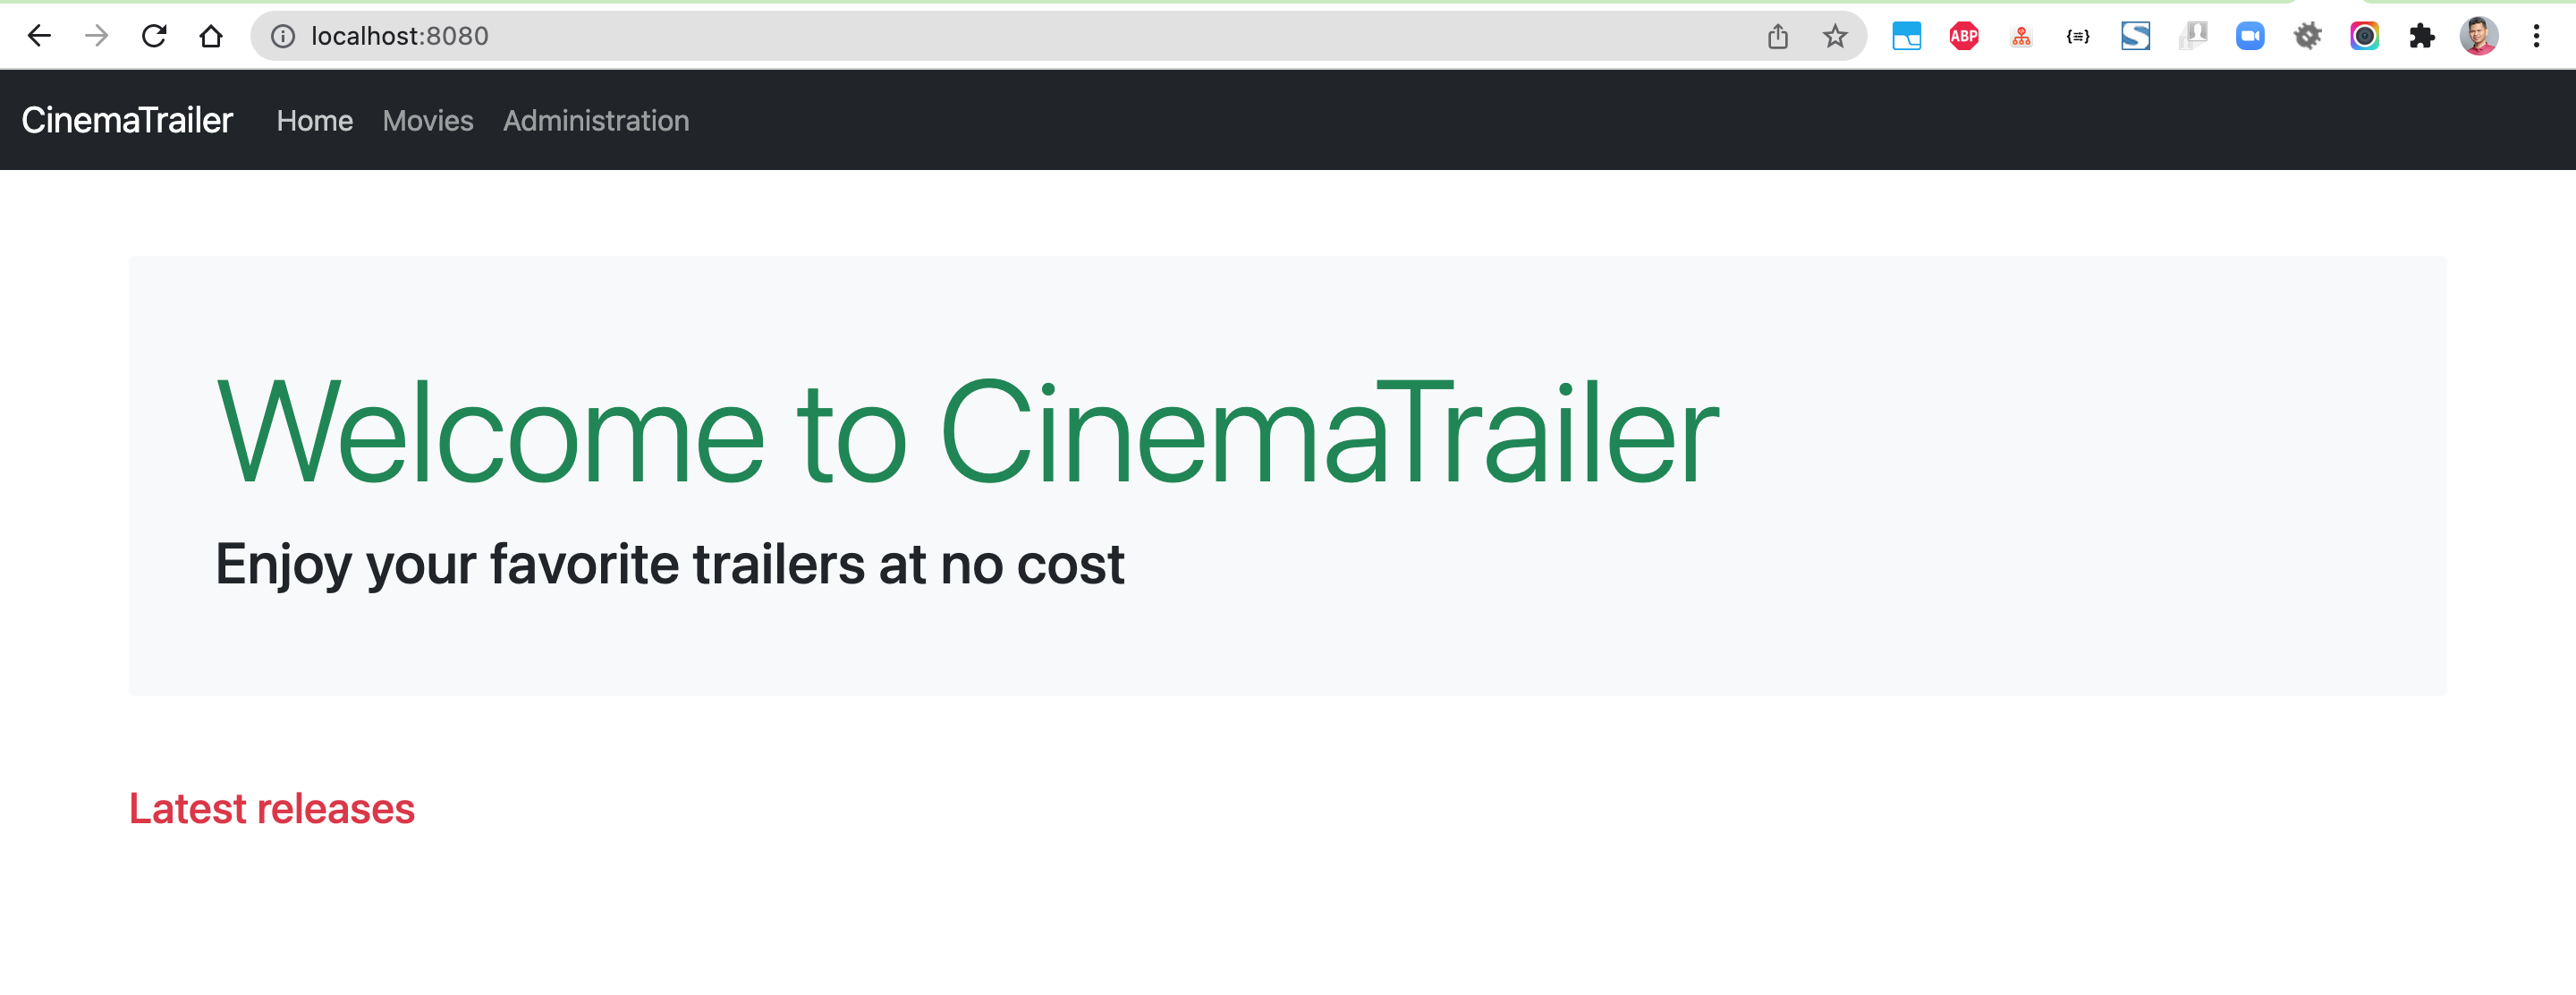 localhost:8080
ABP
CinemaTrailer Home Movies Administration
Welcome to CinemaTrailer
Enjoy your favorite trailers at no cost
Latest releases